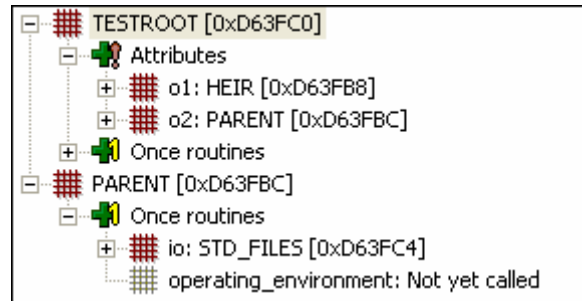 TESTROOT [0xD63FC0]
Attributes
o1: HEIR [0xD63FB8]
o2: PARENT [0xD63FBC]
Once routines
PARENT [0xD63FBC]
Once routines
io: STD_FILES [0xD63FC4]
operating_environment: Not yet called